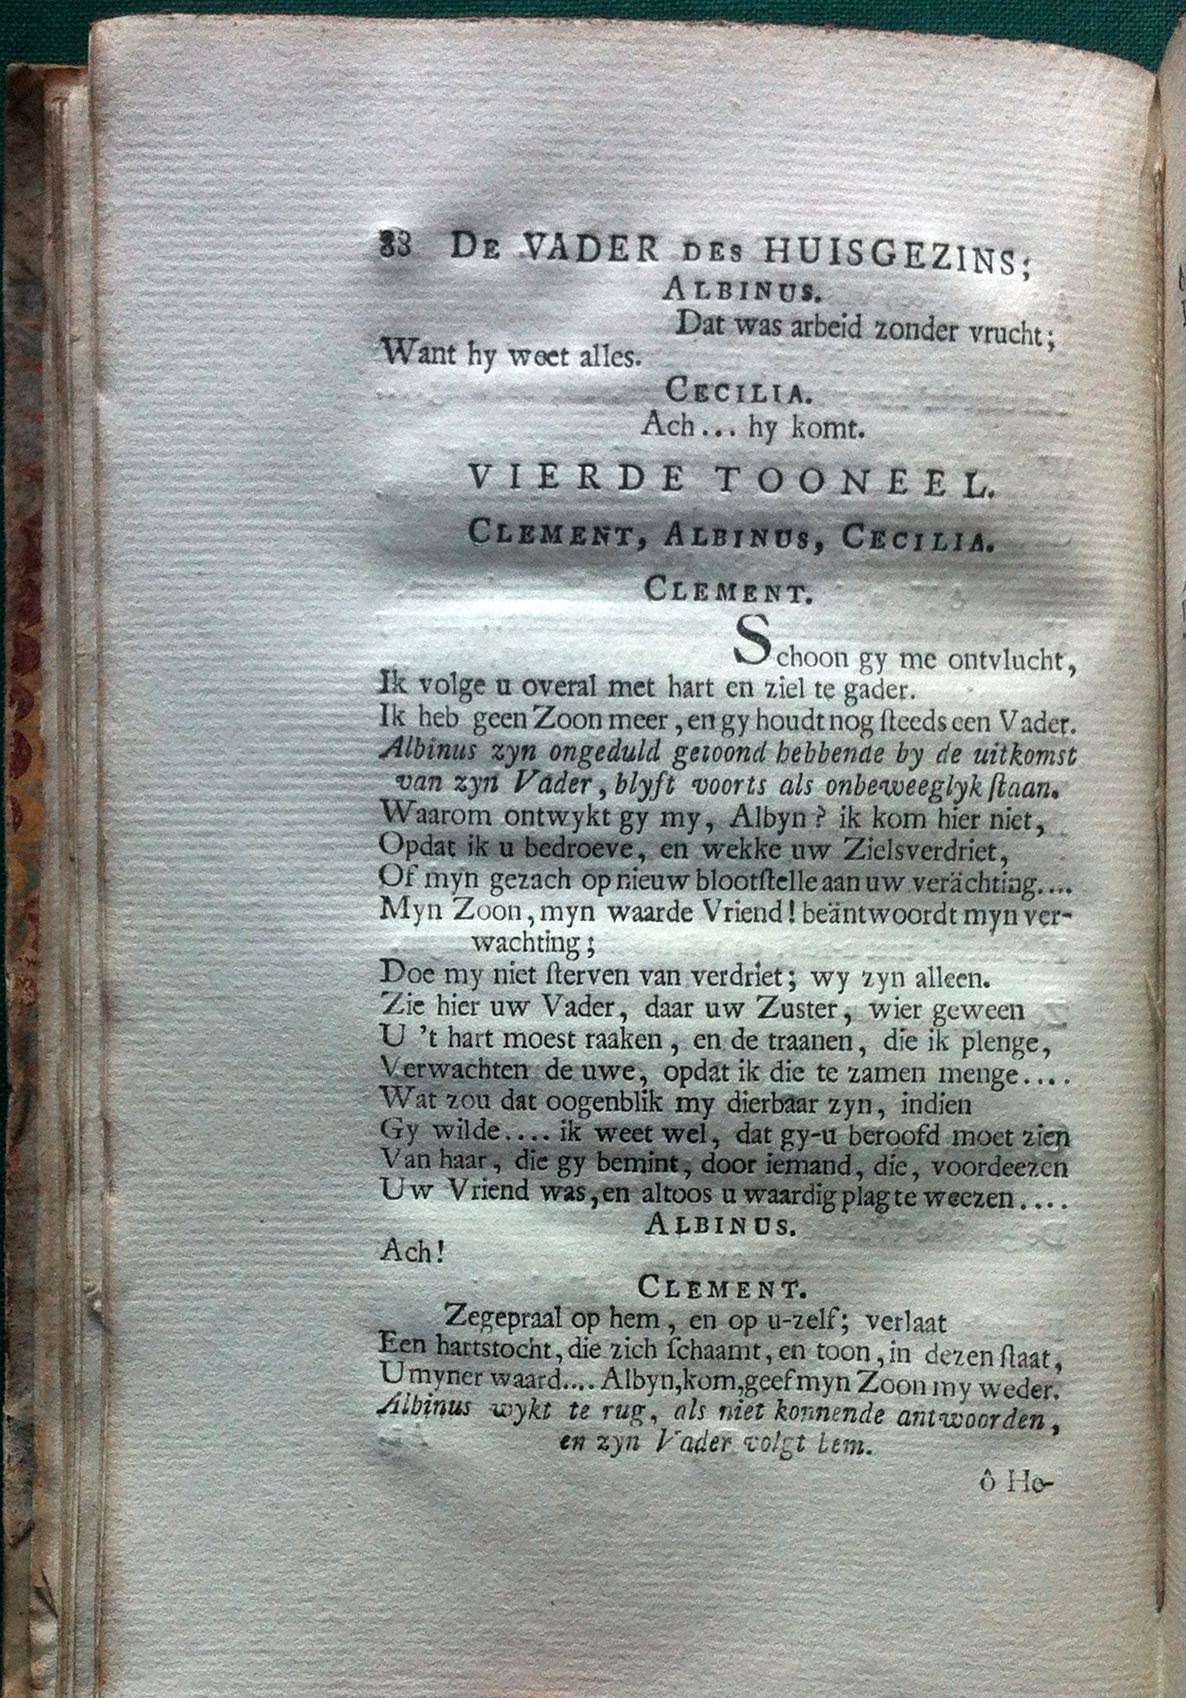 88 DE VADER DES HUISGEZINS;
ALBINUS.
Dat was arbeid zonder vrucht;
Want hy weet alles.
CECILIA.
Ach... hy komt.
VIERDE TOONEEL.
CLEMENT, ALBINUS, CECILIA.
CLEMENT.
Schoon gy me ontvlucht,
Ik volge u overal met hart en ziel te gader.
Ik heb geen Zoon meer, en gy houdt nog ſteeds een Vader.
Albinus zyn ongeduld getoond hebbende by de uitkomst
van zyn Vader, blyft voorts als onbeweeglyk ſtaan.
Waarom ontwykt gy my, Albyn? ik kom hier niet,
Opdat ik u bedroeve, en wekke uw Zielsverdriet,
Of myn gezach op nieuw blootſtelle aan uw verächting....
Myn Zoon, myn waarde Vriend! beäntwoordt myn ver-
wachting;
Doe my niet ſterven van verdriet; wy zyn alleen.
Zie hier uw Vader, daar uw Zuster, wier geween
U 't hart moest raaken, en de traanen, die ik plenge,
Verwachten de uwe, opdat ik die te zamen menge....
Wat zou dat oogenblik my dierbaar zyn, indien
Gy wilde.... ik weet wel, dat gy-u beroofd moet zien
Van haar, die gy bemint, door iemand, die, voordeezen
Uw Vriend was, en altoos u waardig plagte weezen....
ALBINUS.
Ach!
CLEMENT.
Zegepraal op hem, en op u-zelf; verlaat
Een hartstocht, die zich ſchaamt, en toon, in dezen ſtaat,
U myner waard.... Albyn, kom, geef myn Zoon my weder.
Albinus wykt te rug, als niet konnende antwoorden,
en zyn Vader volgt hem.
ô He-